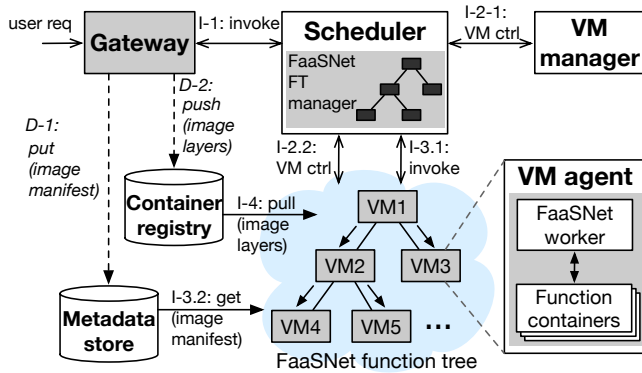 user req
Gateway
I-1: invoke
Scheduler
FaaSNet
FT
manager
I-2-1:
VM ctrl
VM
manager
D-1:
put
(image
manifest)
D-2:
push
(image
layers)
I-2.2:
VM ctrl
I-3.1:
invoke
Container
registry
I-4: pull
(image
layers)
Metadata
store
I-3.2: get
(image
manifest)
VM1
VM2
VM3
VM4
VM5
...
FaaSNet function tree
VM agent
FaaSNet
worker
Function
containers